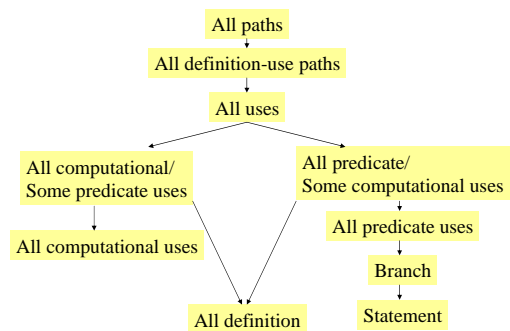 All paths
All definition-use paths
All uses
All computational/
Some predicate uses
All predicate/
Some computational uses
All computational uses
All predicate uses
Branch
All definition
Statement